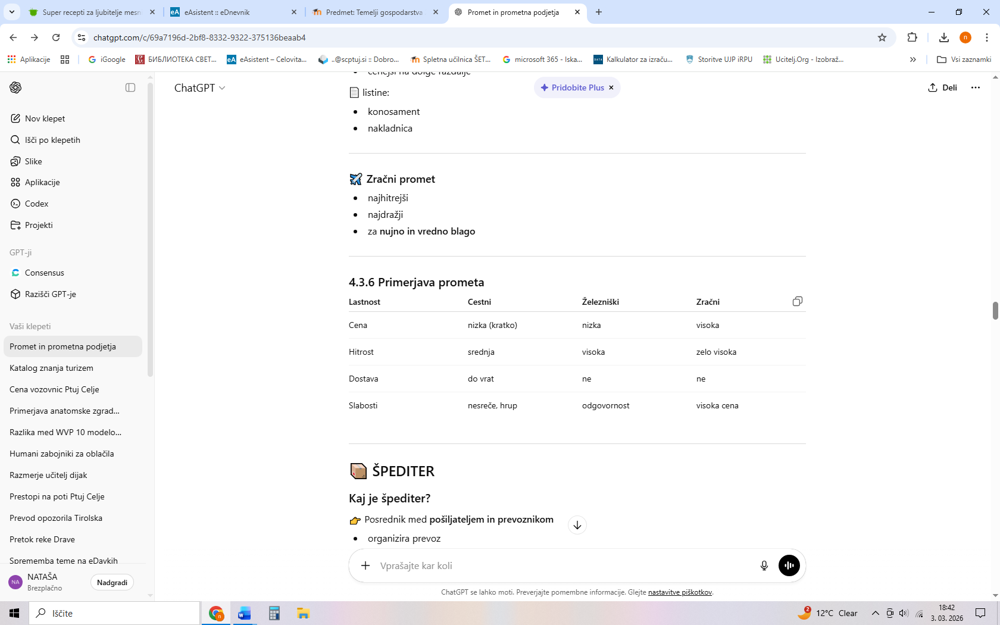 Super recepti za ljubitelje mesn
eAsistent :: eDnevnik
Predmet: Temelji gospodarstva
Promet in prometna podjetja
chatgpt.com/c/69a7196d-2bf8-8332-9322-375136beaab4
n
Aplikacije
iGoogle
БИБЛИОТЕКА СВЕТ...
eAsistent – Celovita...
..@scptuj.si :: Dobro...
Spletna učilnica ŠET...
microsoft 365 - Iska...
Kalkulator za izraču...
Storitve UJP iRPU
Ucitelj.Org - Izobraž...
Vsi zaznamki
Nov klepet
Išči po klepetih
Slike
Aplikacije
Codex
Projekti
GPT-ji
Consensus
Razišči GPT-je
Vaši klepeti
Promet in prometna podjetja
Katalog znanja turizem
Cena vozovnic Ptuj Celje
Primerjava anatomske zgrad...
Razlika med WVP 10 modelo...
Humani zabojniki za oblačila
Razmerje učitelj dijak
Prestopi na poti Ptuj Celje
Prevod opozorila Tirolska
Pretok reke Drave
Sprememba teme na eDavkih
NA
NATAŠA
Brezplačno
Nadgradi
ChatGPT
Pridobite Plus
Deli
cenejši na dolge razdalje
listine:
konosament
nakladnica
Zračni promet
najhitrejši
najdražji
za nujno in vredno blago
4.3.6 Primerjava prometa
Lastnost Cestni Železniški Zračni
Cena nizka (kratko) nizka visoka
Hitrost srednja visoka zelo visoka
Dostava do vrat ne ne
Slabosti nesreče, hrup odgovornost visoka cena
ŠPEDITER
Kaj je špediter?
Posrednik med pošiljateljem in prevoznikom
organizira prevoz
Vprašajte kar koli
ChatGPT se lahko moti. Preverjajte pomembne informacije. Glejte nastavitve piškotkov.
Iščite
2
12°C Clear
18:42
3. 03. 2026